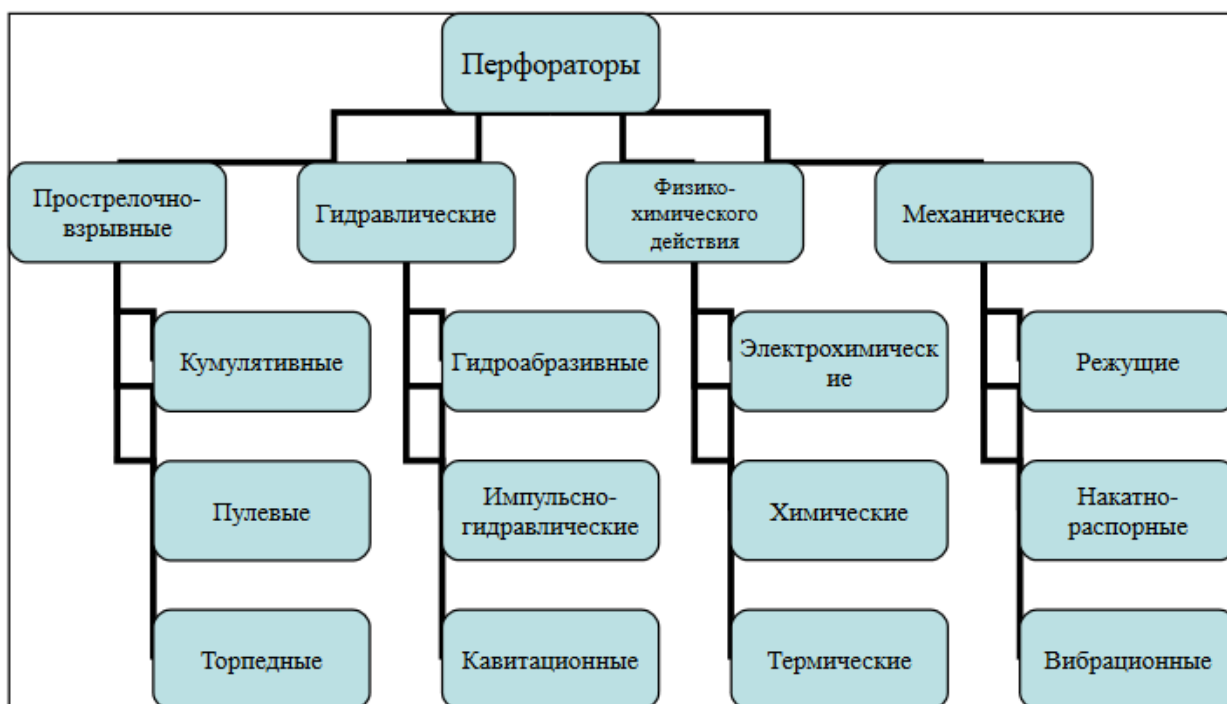 Перфораторы
Прострелочно-
взрывные
Гидравлические
Физико-
химического
действия
Механические
Кумулятивные
Гидроабразивные
Электрохимическ
ие
Режущие
Пулевые
Импульсно-
гидравлические
Химические
Накатно-
распорные
Торпедные
Кавитационные
Термические
Вибрационные